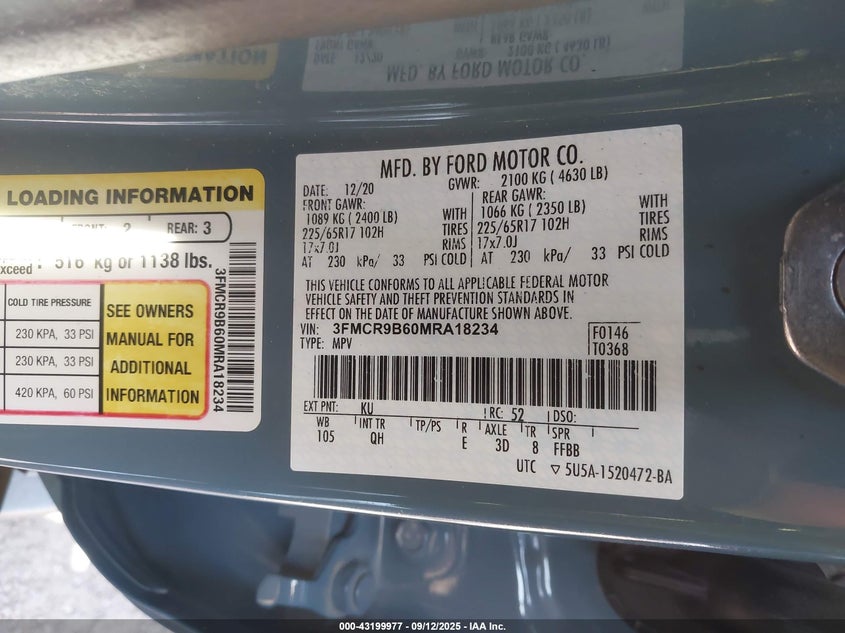 LOADING INFORMATION
REAR: 3
exceed 516 kg or 1138 lbs.
COLD TIRE PRESSURE
230 KPA, 33 PSI
230 KPA, 33 PSI
420 KPA, 60 PSI
SEE OWNERS
MANUAL FOR
ADDITIONAL
INFORMATION
3FMCR9B60MRA18234
MFD. BY FORD MOTOR CO.
DATE: 12/20 GVWR: 2100 KG ( 4630 LB)
FRONT GAWR: REAR GAWR:
1089 KG (2400 LB) WITH 1066 KG ( 2350 LB) WITH
225/65R17 102H TIRES 225/65R17 102H TIRES
17x7.0J RIMS 17x7.0J RIMS
AT 230 kPa/ 33 PSI COLD AT 230 kPa/ 33 PSI COLD
THIS VEHICLE CONFORMS TO ALL APPLICABLE FEDERAL MOTOR
VEHICLE SAFETY AND THEFT PREVENTION STANDARDS IN
EFFECT ON THE DATE OF MANUFACTURE SHOWN ABOVE.
VIN: 3FMCR9B60MRA18234 F0146
TYPE: MPV T0368
EXT PNT: KU RC: 52 DSO:
WB INT TR TP/PS R AXLE TR SPR
105 QH E 3D 8 FFBB
UTC ▽ 5U5A-1520472-BA
000-43199977 - 09/12/2025 - IAA Inc.